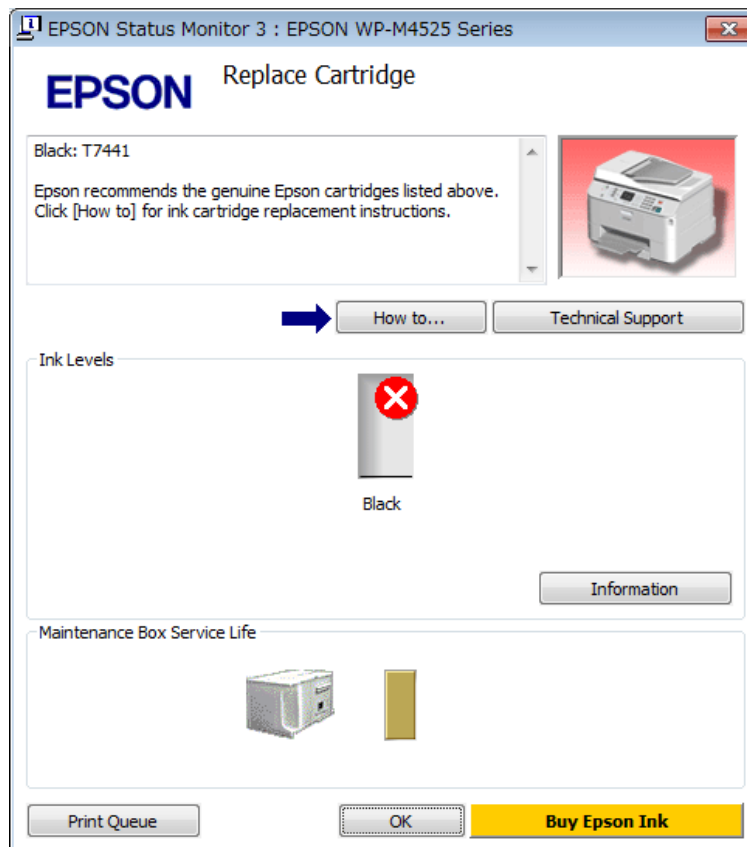 EPSON Status Monitor 3 : EPSON WP-M4525 Series
EPSON
Replace Cartridge
Black: T7441
Epson recommends the genuine Epson cartridges listed above.
Click [How to] for ink cartridge replacement instructions.
How to...
Technical Support
Ink Levels
Black
Information
Maintenance Box Service Life
Print Queue
OK
Buy Epson Ink